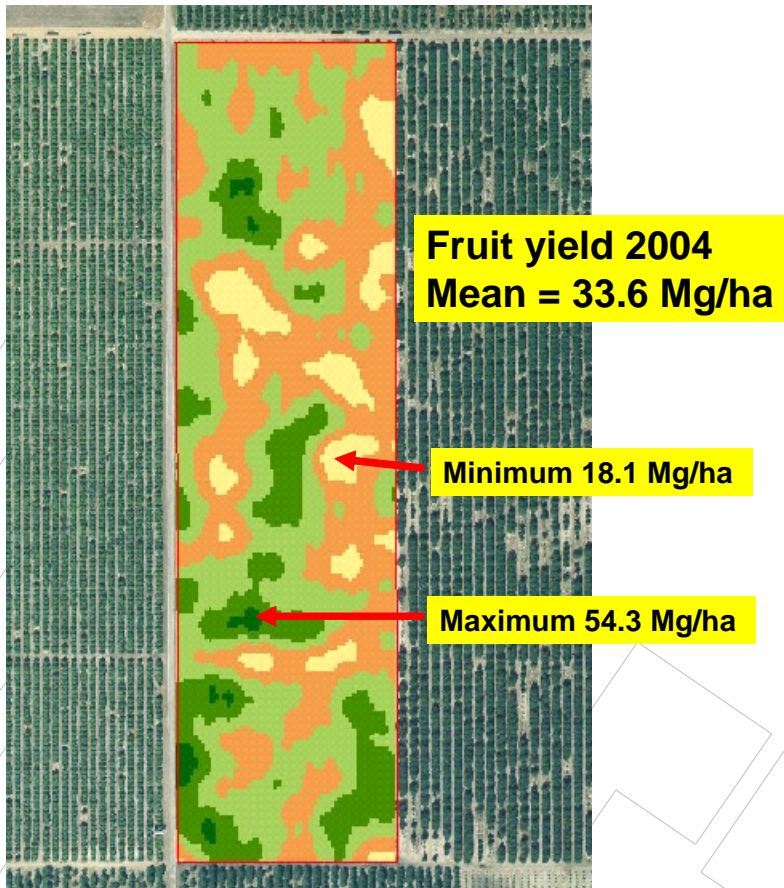 Fruit yield 2004
Mean = 33.6 Mg/ha
Minimum 18.1 Mg/ha
Maximum 54.3 Mg/ha